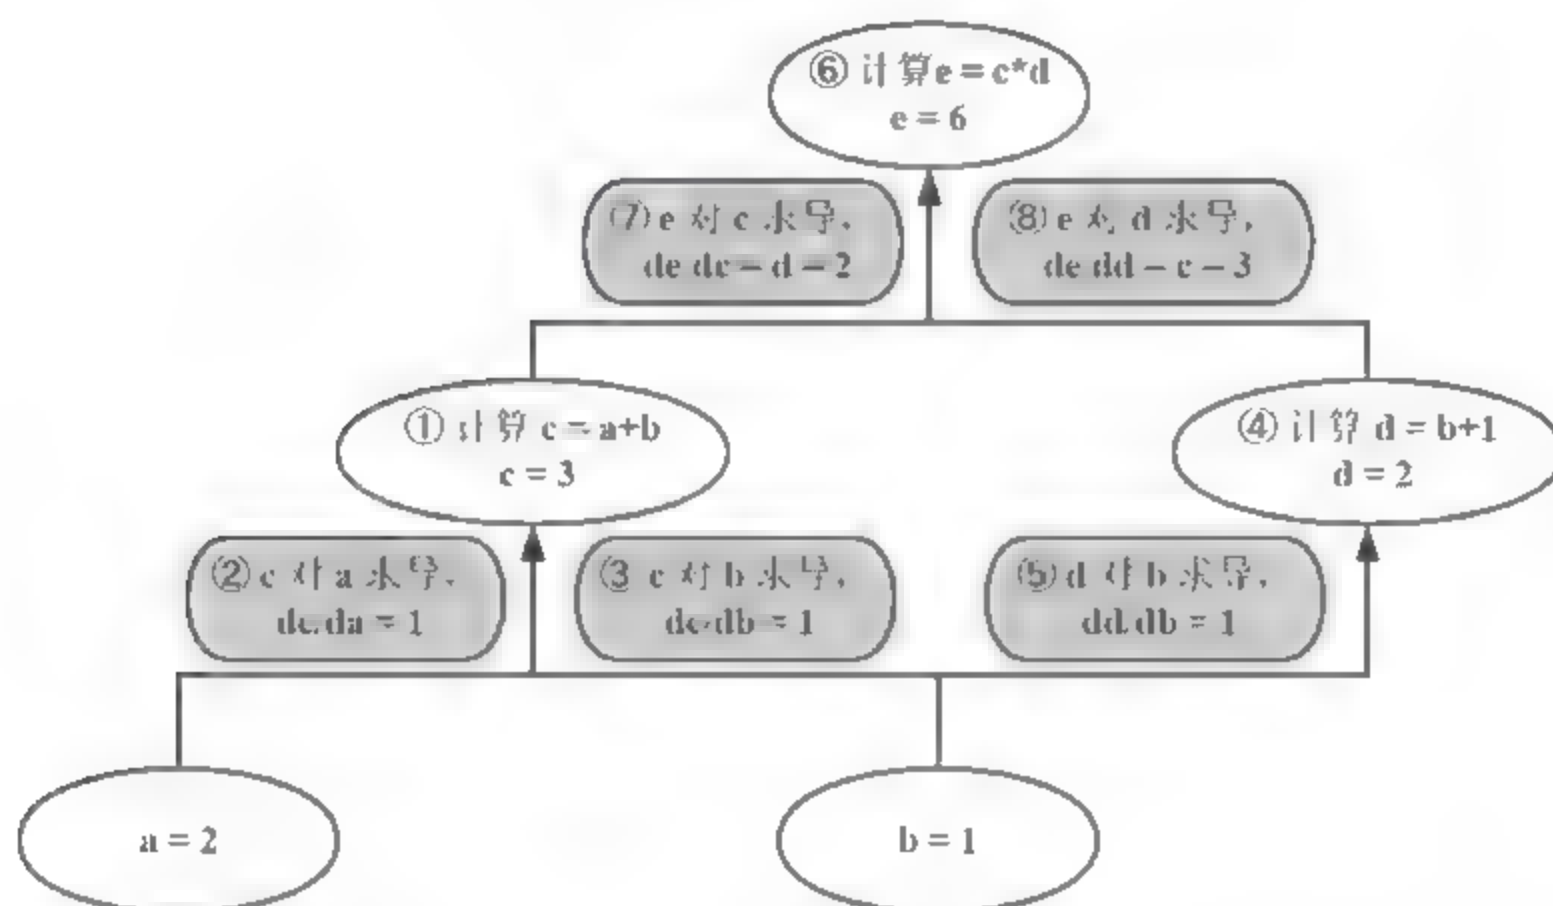 ⑥ 计算e = c*d
e = 6
⑦ e 对 c 求导,
de/dc = d = 2
⑧ e 对 d 求导,
de/dd = c = 3
① 计算 c = a+b
c = 3
④ 计算 d = b+1
d = 2
② c 对 a 求导,
dc/da = 1
③ c 对 b 求导,
dc/db = 1
⑤ d 对 b 求导,
dd/db = 1
a = 2
b = 1